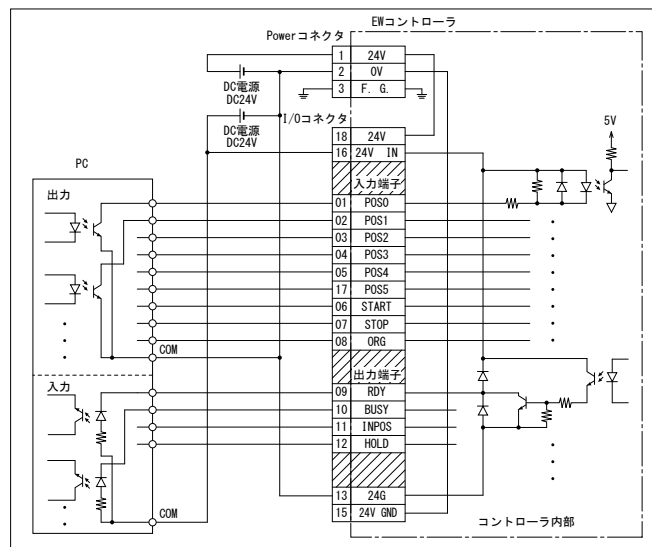 EWコントローラ
Powerコネクタ
1 24V
2 0V
3 F. G.
DC電源
DC24V
DC電源
DC24V
I/Oコネクタ
18 24V
16 24V IN
5V
PC
出力
入力端子
01 POS0
02 POS1
03 POS2
04 POS3
05 POS4
17 POS5
06 START
07 STOP
08 ORG
COM
出力端子
入力
09 RDY
10 BUSY
11 INPOS
12 HOLD
13 24G
15 24V GND
COM
コントローラ内部